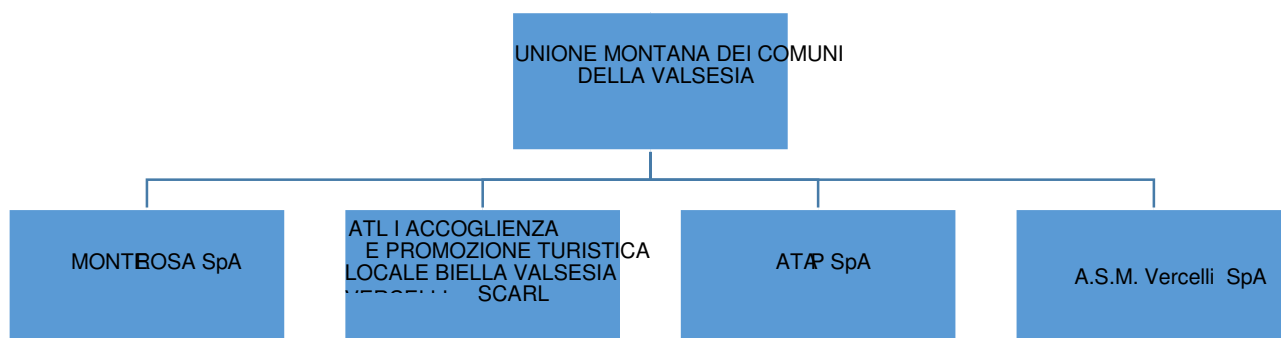 UNIONE MONTANA DEI COMUNI
DELLA VALSESIA
MONTEROSA SpA
ATL I ACCOGLIENZA
E PROMOZIONE TURISTICA
LOCALE BIELLA VALSESIA
VERCELLI SCARL
ATAP SpA
A.S.M. Vercelli SpA